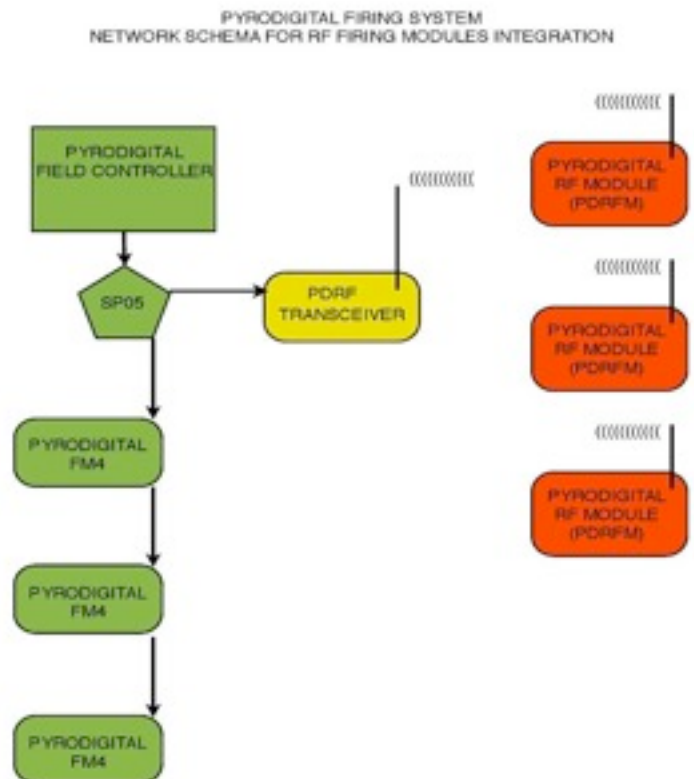 PYRODIGITAL FIRING SYSTEM
NETWORK SCHEMA FOR RF FIRING MODULES INTEGRATION
PYRODIGITAL
FIELD CONTROLLER
SP05
PDRF
TRANSCEIVER
PYRODIGITAL
FM4
PYRODIGITAL
FM4
PYRODIGITAL
FM4
PYRODIGITAL
RF MODULE
(PDRFM)
PYRODIGITAL
RF MODULE
(PDRFM)
PYRODIGITAL
RF MODULE
(PDRFM)